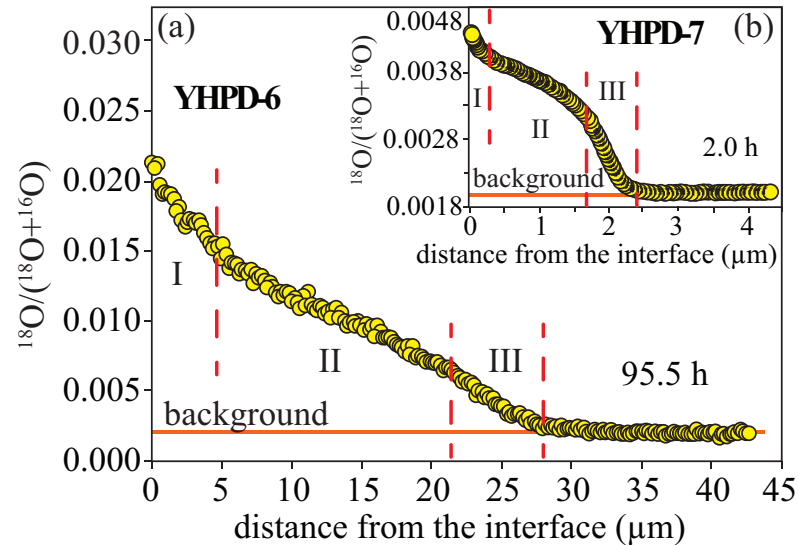 (a)
YHPD-6
¹⁸O/(¹⁸O+¹⁶O)
0.030
0.025
0.020
0.015
0.010
0.005
0.000
I
II
III
95.5 h
background
0
5
10
15
20
25
30
35
40
45
distance from the interface (µm)
(b)
YHPD-7
¹⁸O/(¹⁸O+¹⁶O)
0.0048
0.0038
0.0028
0.0018
I
II
III
2.0 h
background
0
1
2
3
4
distance from the interface (µm)